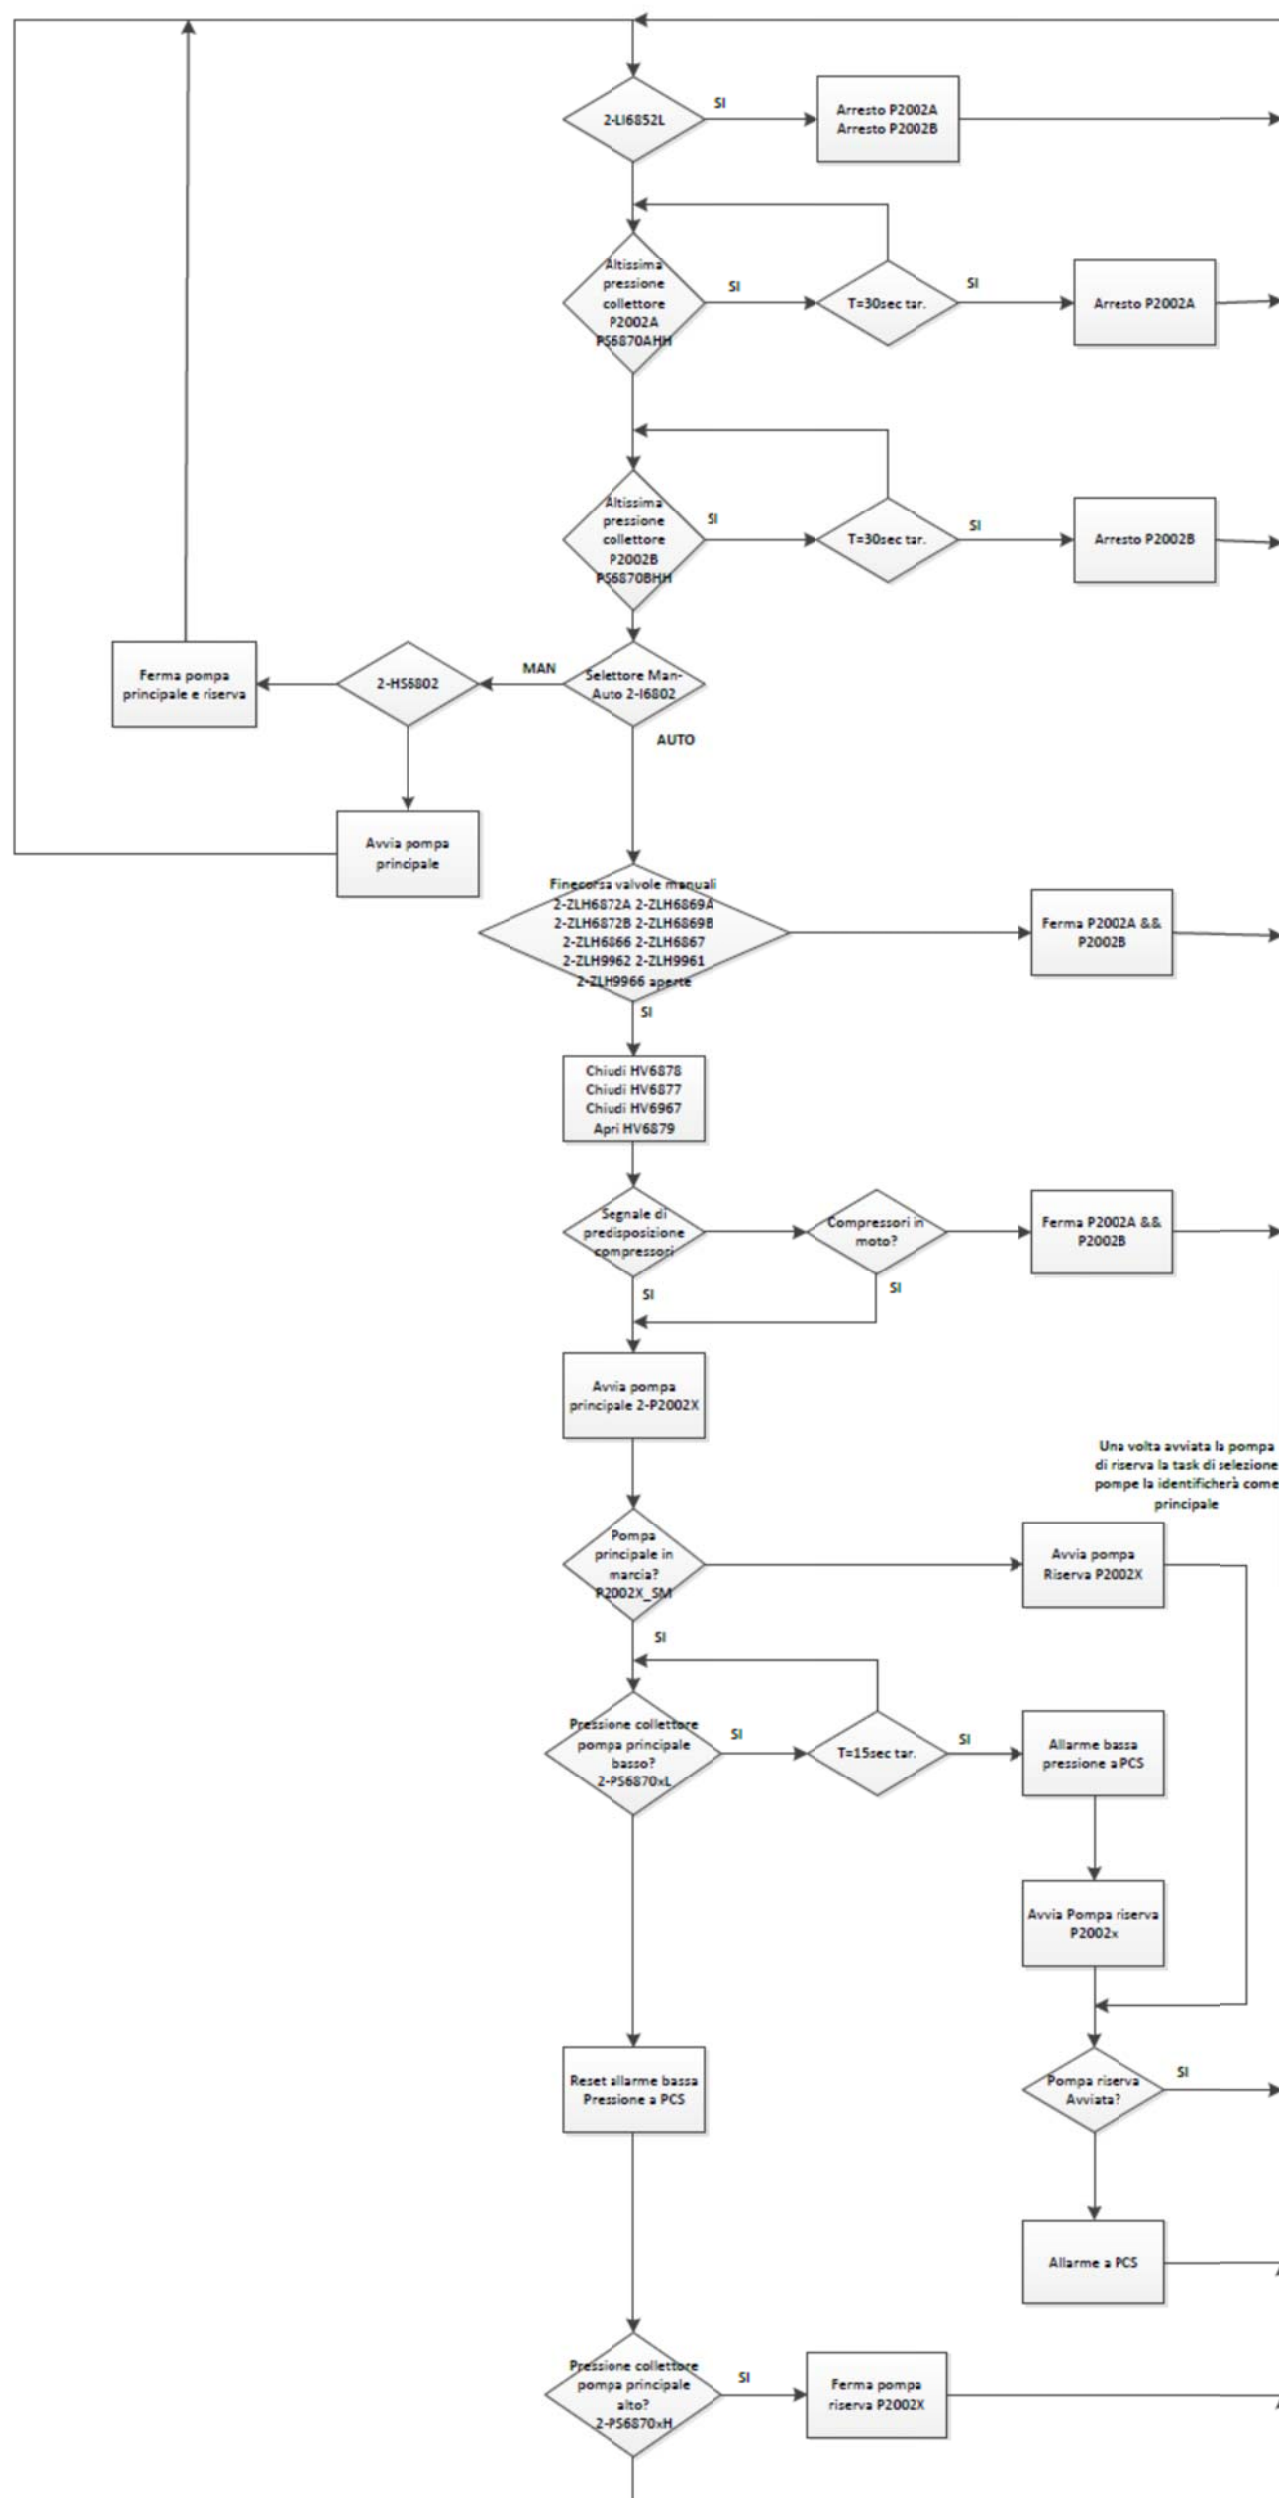 2-LI6852L
SI
Arresto P2002A
Arresto P2002B
Altissima
pressione
collettore
P2002A
PS6870AHH
SI
T=30sec tar.
SI
Arresto P2002A
Altissima
pressione
collettore
P2002B
PS6870BHH
SI
T=30sec tar.
SI
Arresto P2002B
Ferma pompa
principale e riserva
2-HS6802
MAN
Selettore Man-
Auto 2-I6802
AUTO
Avvia pompa
principale
Finecorsa valvole manuali
2-ZLH6872A 2-ZLH6869A
2-ZLH6872B 2-ZLH6869B
2-ZLH6866 2-ZLH6867
2-ZLH9962 2-ZLH9961
2-ZLH9966 aperte
Ferma P2002A &&
P2002B
SI
Chiudi HV6878
Chiudi HV6877
Chiudi HV6967
Apri HV6879
Segnale di
predisposizione
compressori
Compressori in
moto?
Ferma P2002A &&
P2002B
SI
SI
Avvia pompa
principale 2-P2002X
Una volta avviata la pompa
di riserva la task di selezione
pompe la identificherà come
principale
Pompa
principale in
marcia?
P2002X_SM
Avvia pompa
Riserva P2002X
SI
Pressione collettore
pompa principale
basso?
2-PS6870xL
SI
T=15sec tar.
SI
Allarme bassa
pressione a PCS
Avvia Pompa riserva
P2002x
Reset allarme bassa
Pressione a PCS
Pompa riserva
Avviata?
SI
Allarme a PCS
Pressione collettore
pompa principale
alto?
2-PS6870xH
SI
Ferma pompa
riserva P2002X